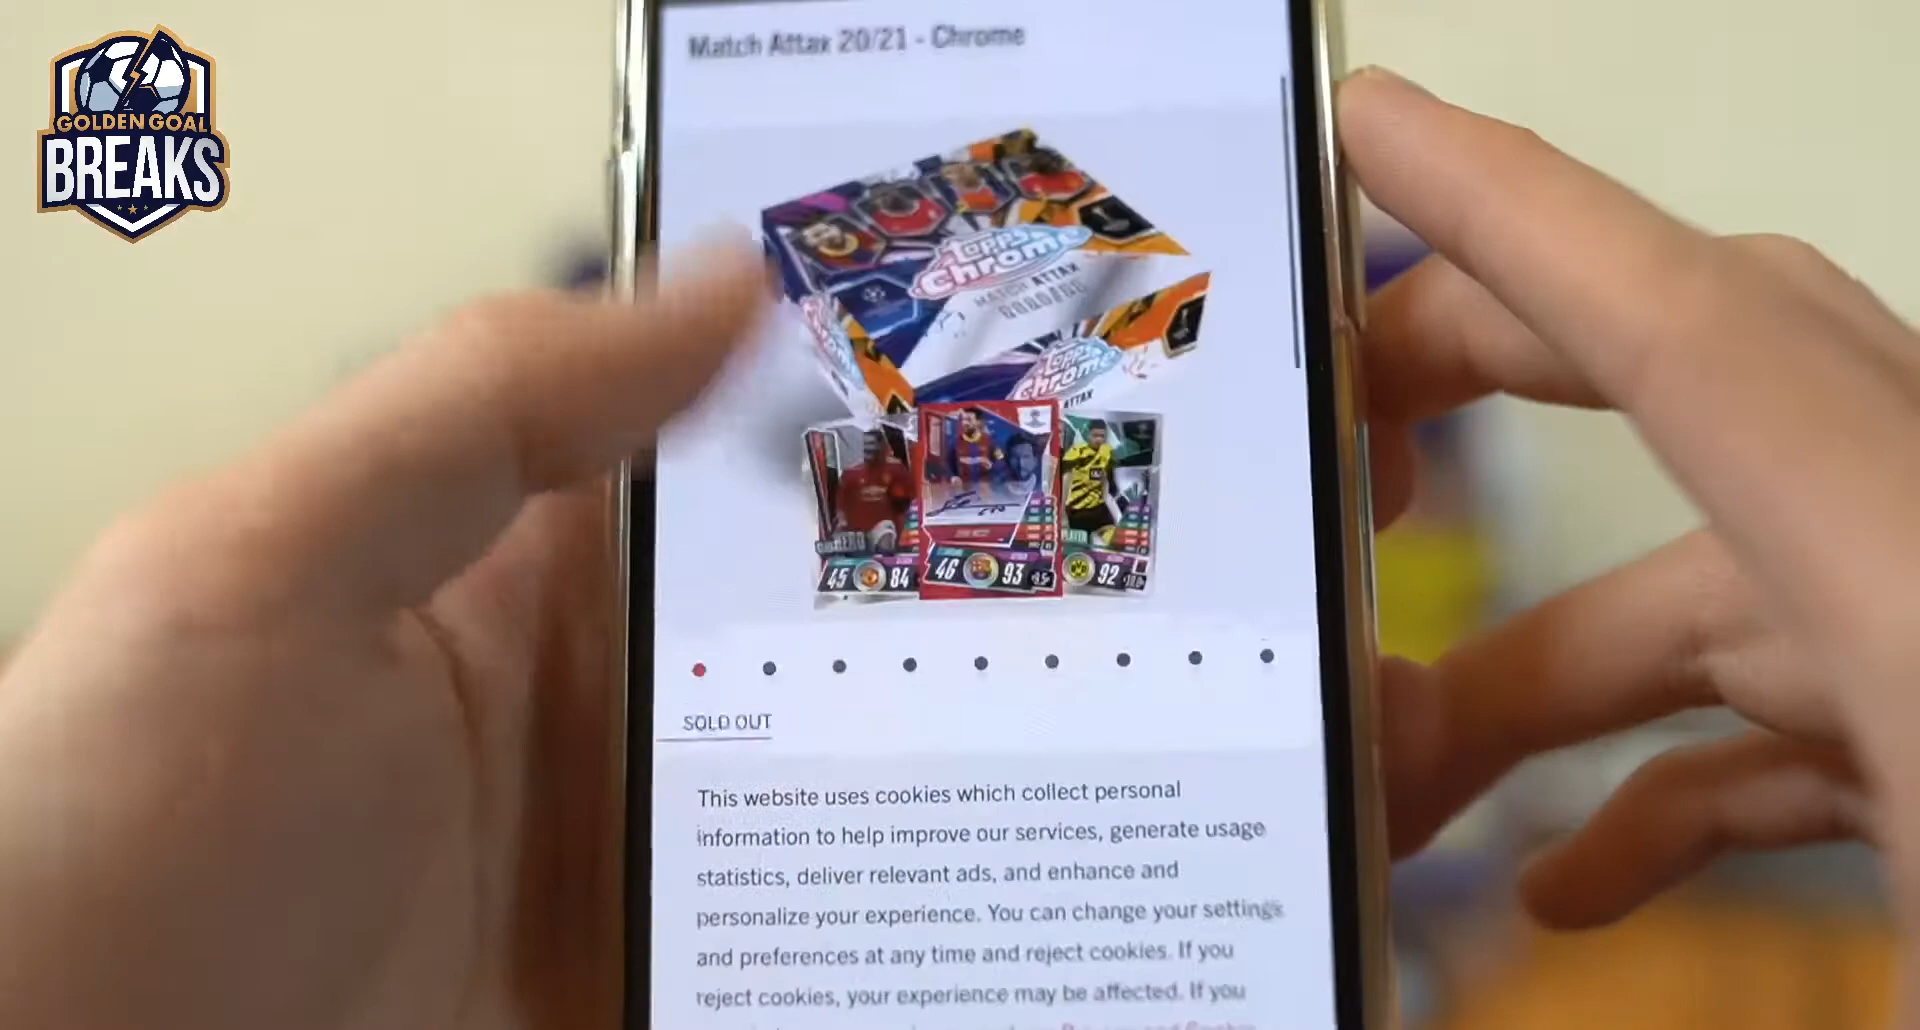 GOLDEN GOAL
BREAKS
Match Attax 20/21 - Chrome
TOPPS
Chrome
MATCH ATTAX
TOPPS
Chrome
ATTAX
45 84
46 93
92
SOLD OUT
This website uses cookies which collect personal
information to help improve our services, generate usage
statistics, deliver relevant ads, and enhance and
personalize your experience. You can change your settings
and preferences at any time and reject cookies. If you
reject cookies, your experience may be affected. If you